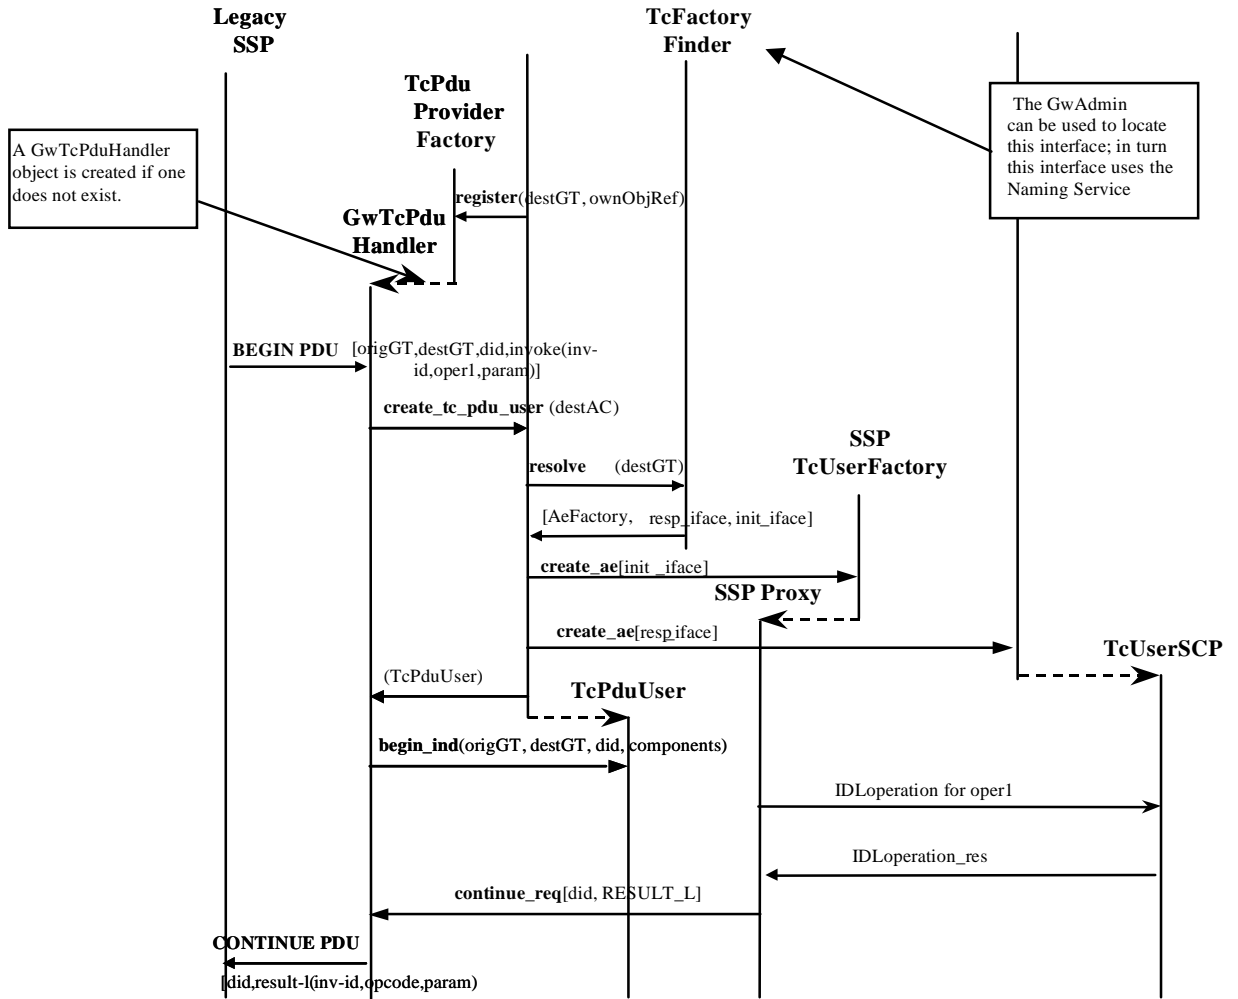 Legacy
SSP
TcFactory
Finder
TcPdu
Provider
Factory
The GwAdmin
can be used to locate
this interface; in turn
this interface uses the
Naming Service
A GwTcPduHandler
object is created if one
does not exist.
register(destGT, ownObjRef)
GwTcPdu
Handler
BEGIN PDU [origGT,destGT,did,invoke(inv-
id,oper1,param)]
create_tc_pdu_user (destAC)
SSP
TcUserFactory
resolve (destGT)
[AeFactory, resp_iface, init_iface]
create_ae[init _iface]
SSP Proxy
create_ae[resp_iface]
TcUserSCP
(TcPduUser)
TcPduUser
begin_ind(origGT, destGT, did, components)
IDLoperation for oper1
IDLoperation_res
continue_req[did, RESULT_L]
CONTINUE PDU
[did,result-l(inv-id,opcode,param)